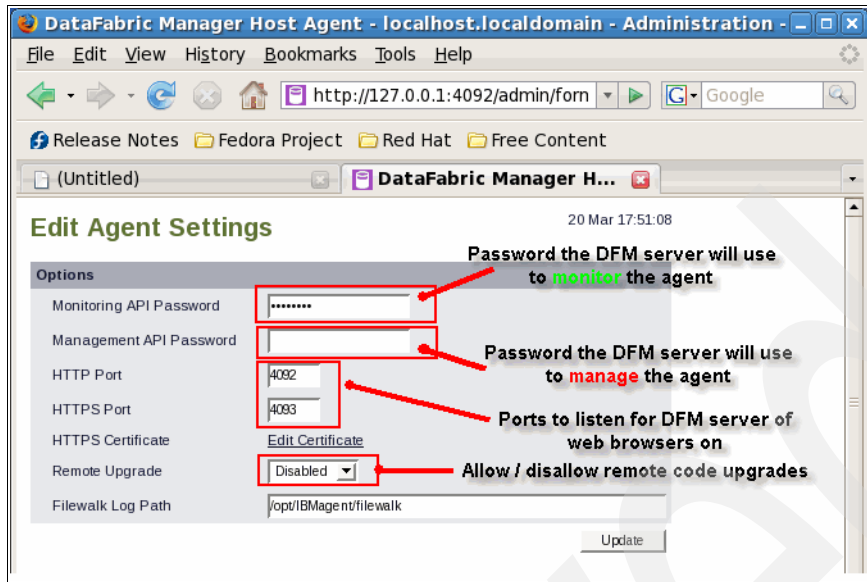 DataFabric Manager Host Agent - localhost.localdomain - Administration -
File Edit View History Bookmarks Tools Help
http://127.0.0.1:4092/admin/forn
G Google
Release Notes Fedora Project Red Hat Free Content
(Untitled) DataFabric Manager H...
Edit Agent Settings
20 Mar 17:51:08
Password the DFM server will use
to monitor the agent
Options
Monitoring API Password
Management API Password
Password the DFM server will use
to manage the agent
HTTP Port 4092
HTTPS Port 4093
Ports to listen for DFM server of
web browsers on
HTTPS Certificate Edit Certificate
Remote Upgrade Disabled
Allow / disallow remote code upgrades
Filewalk Log Path /opt/IBMagent/filewalk
Update